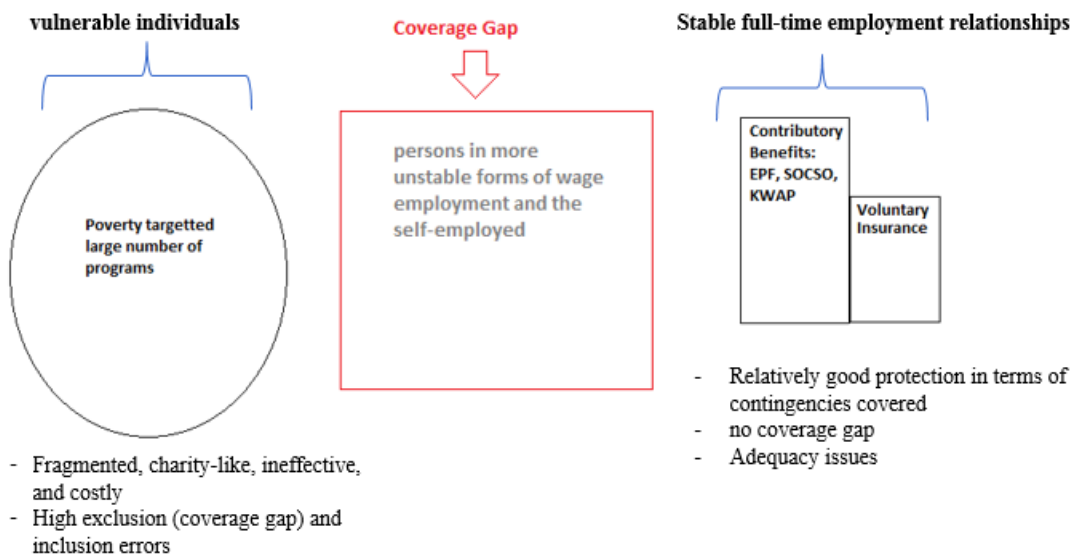 vulnerable individuals
Poverty targetted
large number of
programs
- Fragmented, charity-like, ineffective,
and costly
- High exclusion (coverage gap) and
inclusion errors
Coverage Gap
persons in more
unstable forms of wage
employment and the
self-employed
Stable full-time employment relationships
Contributory
Benefits:
EPF, SOCSO,
KWAP
Voluntary
Insurance
- Relatively good protection in terms of
contingencies covered
- no coverage gap
- Adequacy issues